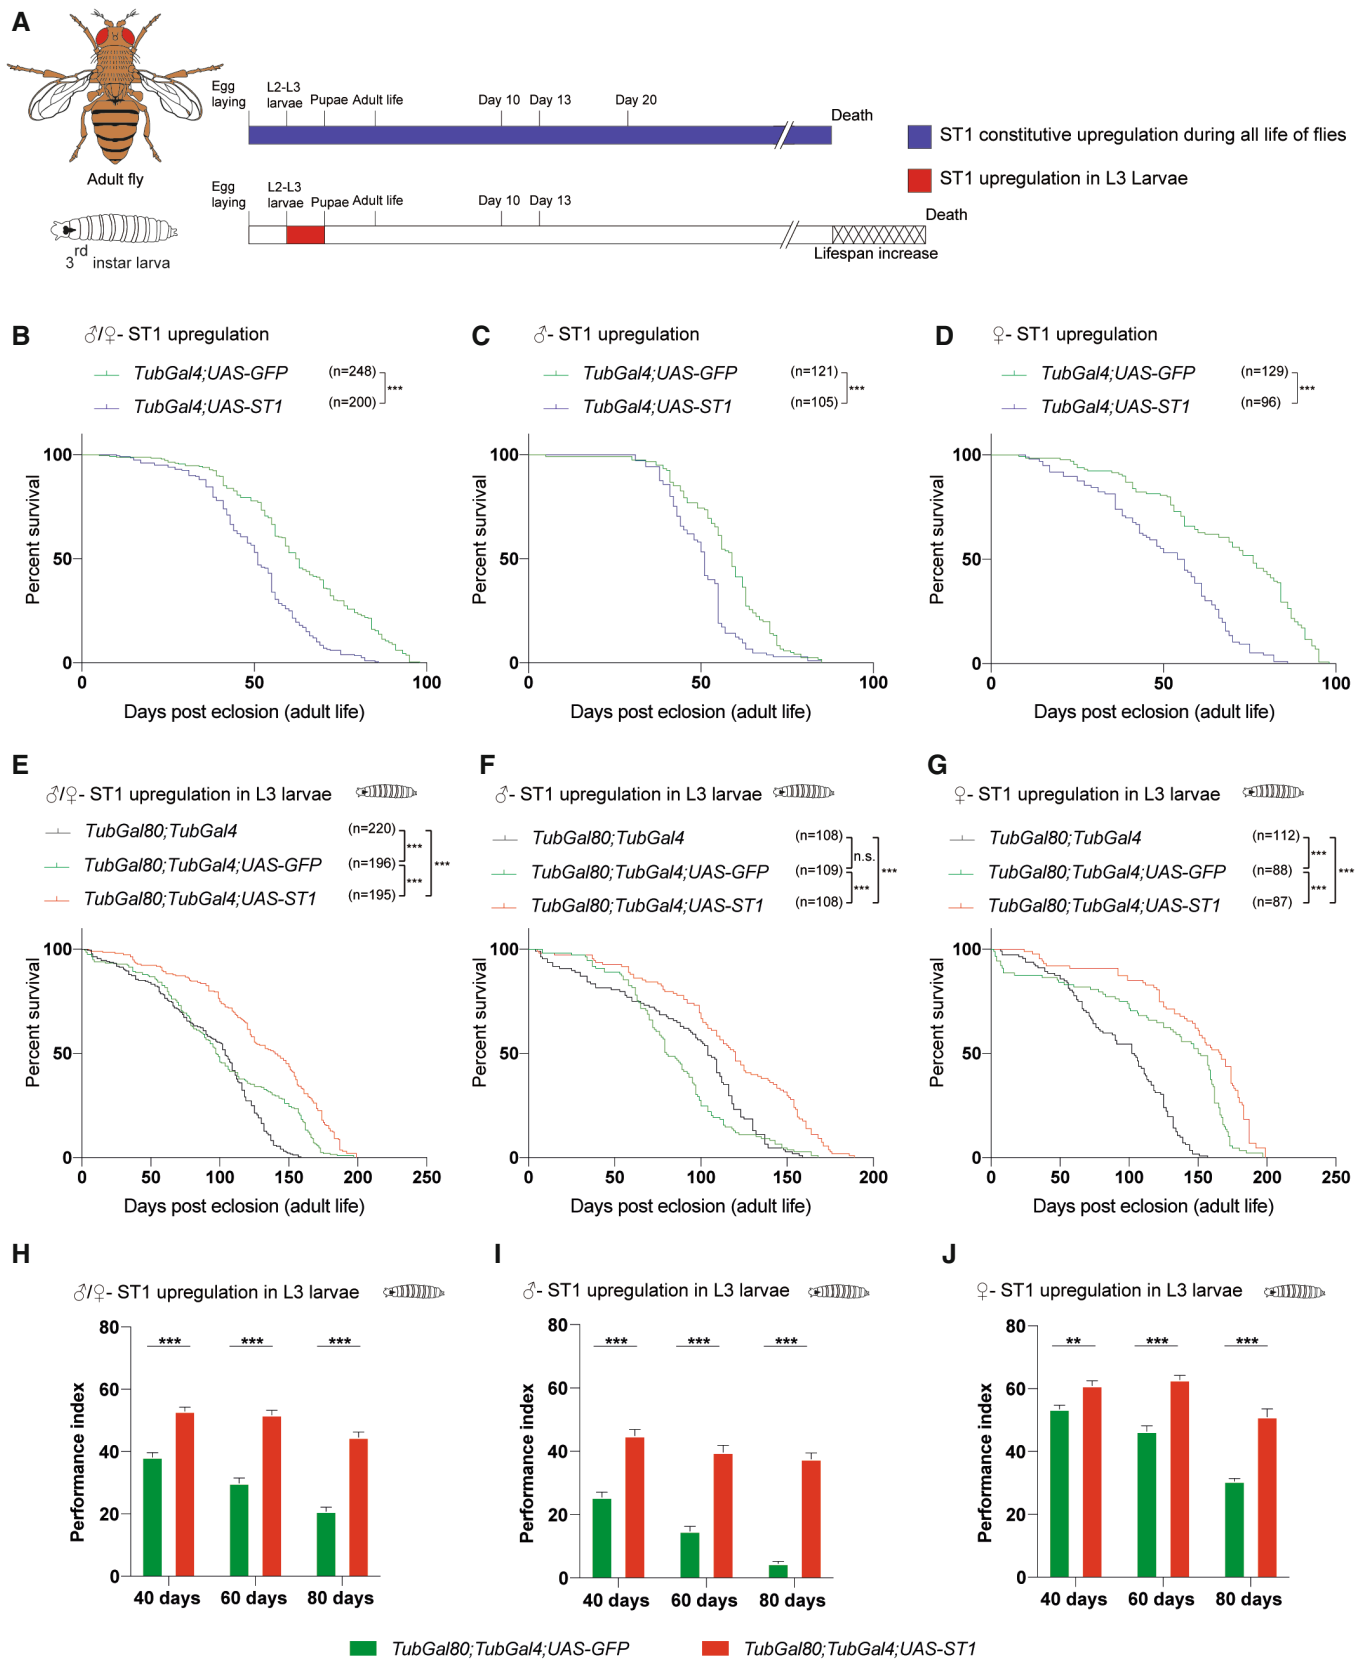 A
Adult fly
3rd instar larva
Egg laying
L2-L3 larvae
Pupae
Adult life
Day 10
Day 13
Day 20
Death
Egg laying
L2-L3 larvae
Pupae
Adult life
Day 10
Day 13
Death
Lifespan increase
ST1 constitutive upregulation during all life of flies
ST1 upregulation in L3 Larvae
B
♂/♀- ST1 upregulation
TubGal4;UAS-GFP (n=248)
***
TubGal4;UAS-ST1 (n=200)
Percent survival
100
50
0
0 50 100
Days post eclosion (adult life)
C
♂- ST1 upregulation
TubGal4;UAS-GFP (n=121)
***
TubGal4;UAS-ST1 (n=105)
Percent survival
100
50
0
0 50 100
Days post eclosion (adult life)
D
♀- ST1 upregulation
TubGal4;UAS-GFP (n=129)
***
TubGal4;UAS-ST1 (n=96)
Percent survival
100
50
0
0 50 100
Days post eclosion (adult life)
E
♂/♀- ST1 upregulation in L3 larvae
TubGal80;TubGal4 (n=220)
***
TubGal80;TubGal4;UAS-GFP (n=196)
***
***
TubGal80;TubGal4;UAS-ST1 (n=195)
Percent survival
100
50
0
0 50 100 150 200 250
Days post eclosion (adult life)
F
♂- ST1 upregulation in L3 larvae
TubGal80;TubGal4 (n=108)
n.s.
TubGal80;TubGal4;UAS-GFP (n=109)
***
***
TubGal80;TubGal4;UAS-ST1 (n=108)
Percent survival
100
50
0
0 50 100 150 200
Days post eclosion (adult life)
G
♀- ST1 upregulation in L3 larvae
TubGal80;TubGal4 (n=112)
***
TubGal80;TubGal4;UAS-GFP (n=88)
***
***
TubGal80;TubGal4;UAS-ST1 (n=87)
Percent survival
100
50
0
0 50 100 150 200 250
Days post eclosion (adult life)
H
♂/♀- ST1 upregulation in L3 larvae
Performance index
80
60
40
20
0
*** *** ***
40 days 60 days 80 days
I
♂- ST1 upregulation in L3 larvae
Performance index
80
60
40
20
0
*** *** ***
40 days 60 days 80 days
J
♀- ST1 upregulation in L3 larvae
Performance index
80
60
40
20
0
** *** ***
40 days 60 days 80 days
TubGal80;TubGal4;UAS-GFP
TubGal80;TubGal4;UAS-ST1